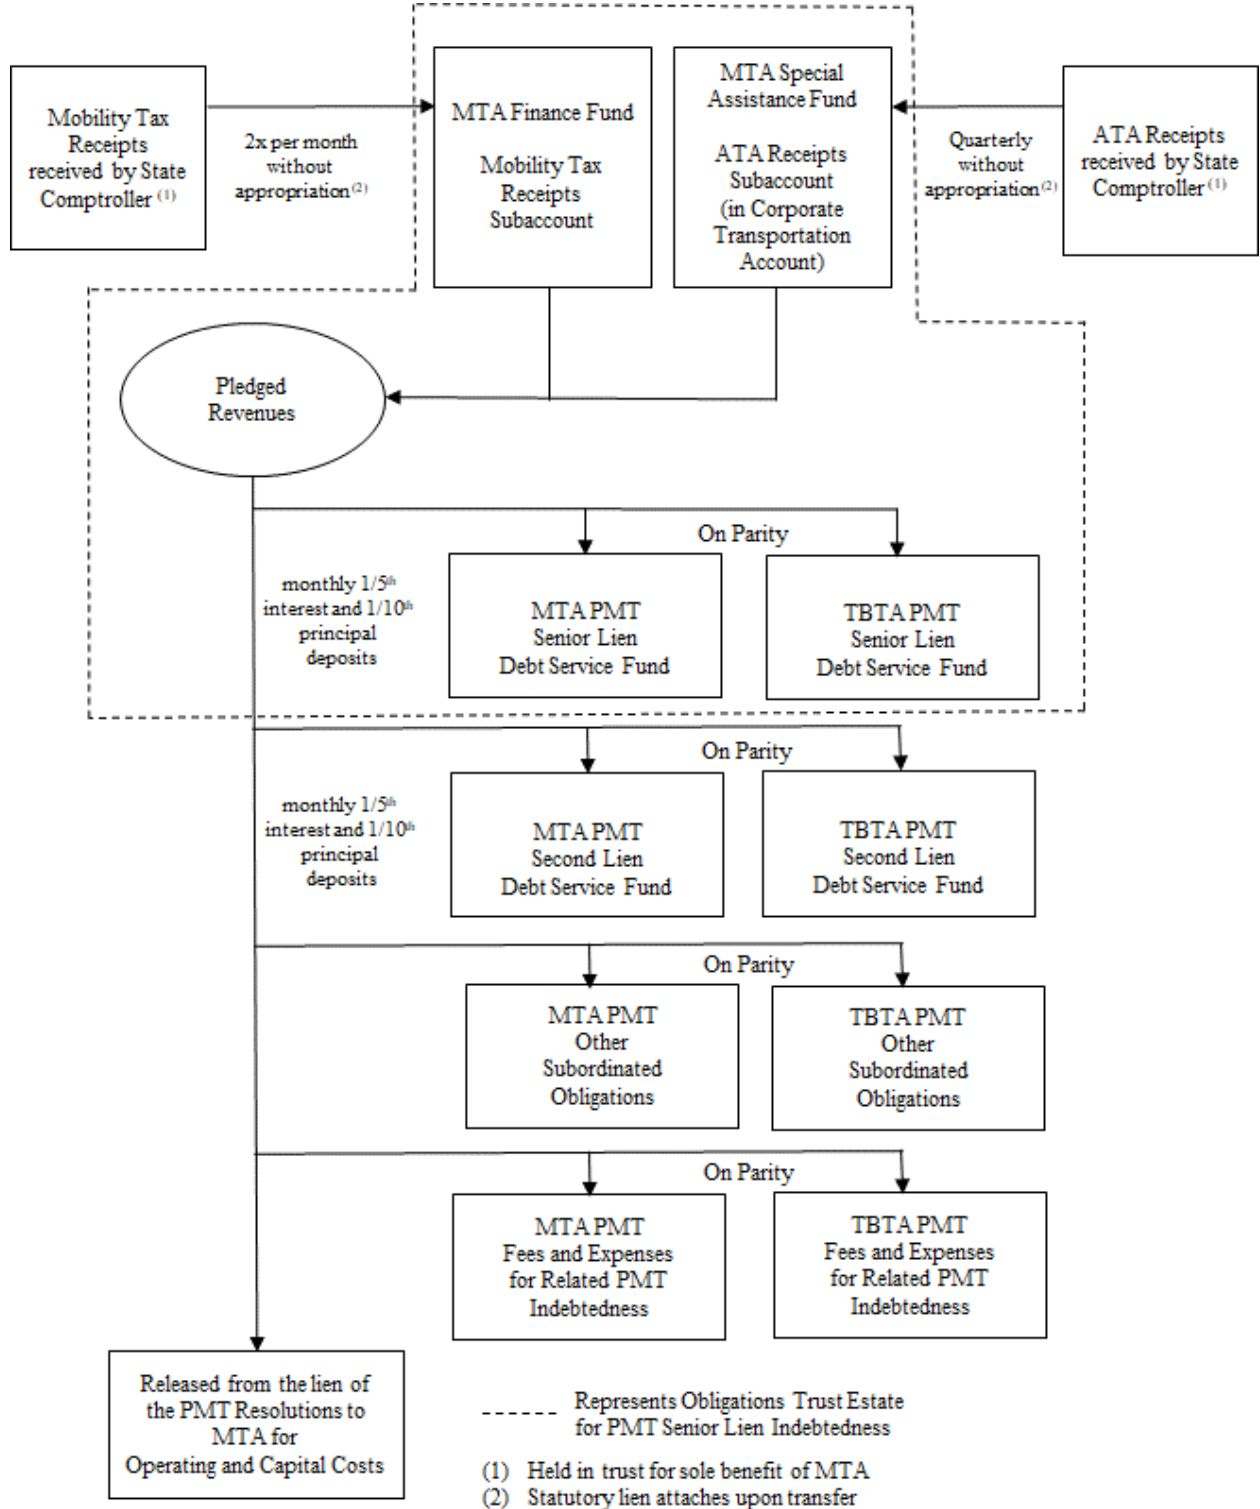 Mobility Tax
Receipts
received by State
Comptroller (1)
2x per month
without
appropriation(2)
MTA Finance Fund
Mobility Tax
Receipts
Subaccount
MTA Special
Assistance Fund
ATA Receipts
Subaccount
(in Corporate
Transportation
Account)
Quarterly
without
appropriation(2)
ATA Receipts
received by State
Comptroller(1)
Pledged
Revenues
On Parity
monthly 1/5th
interest and 1/10th
principal
deposits
MTA PMT
Senior Lien
Debt Service Fund
TBTA PMT
Senior Lien
Debt Service Fund
On Parity
monthly 1/5th
interest and 1/10th
principal
deposits
MTA PMT
Second Lien
Debt Service Fund
TBTA PMT
Second Lien
Debt Service Fund
On Parity
MTA PMT
Other
Subordinated
Obligations
TBTA PMT
Other
Subordinated
Obligations
On Parity
MTA PMT
Fees and Expenses
for Related PMT
Indebtedness
TBTA PMT
Fees and Expenses
for Related PMT
Indebtedness
Released from the lien of
the PMT Resolutions to
MTA for
Operating and Capital Costs
Represents Obligations Trust Estate
for PMT Senior Lien Indebtedness
(1) Held in trust for sole benefit of MTA
(2) Statutory lien attaches upon transfer